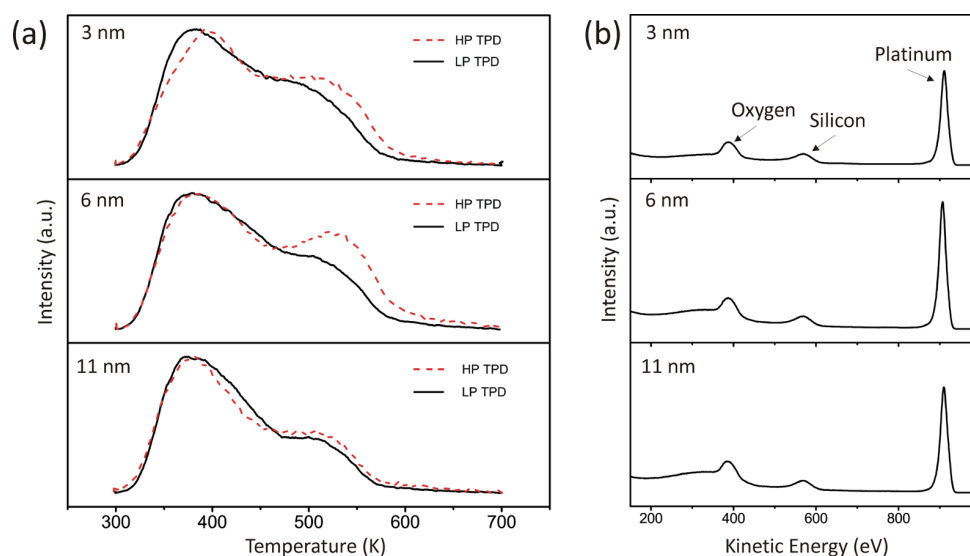 (a)
3 nm
HP TPD
LP TPD
6 nm
HP TPD
LP TPD
11 nm
HP TPD
LP TPD
Intensity (a.u.)
300 400 500 600 700
Temperature (K)
(b)
3 nm
Platinum
Oxygen
Silicon
6 nm
11 nm
Intensity (a.u.)
200 400 600 800
Kinetic Energy (eV)